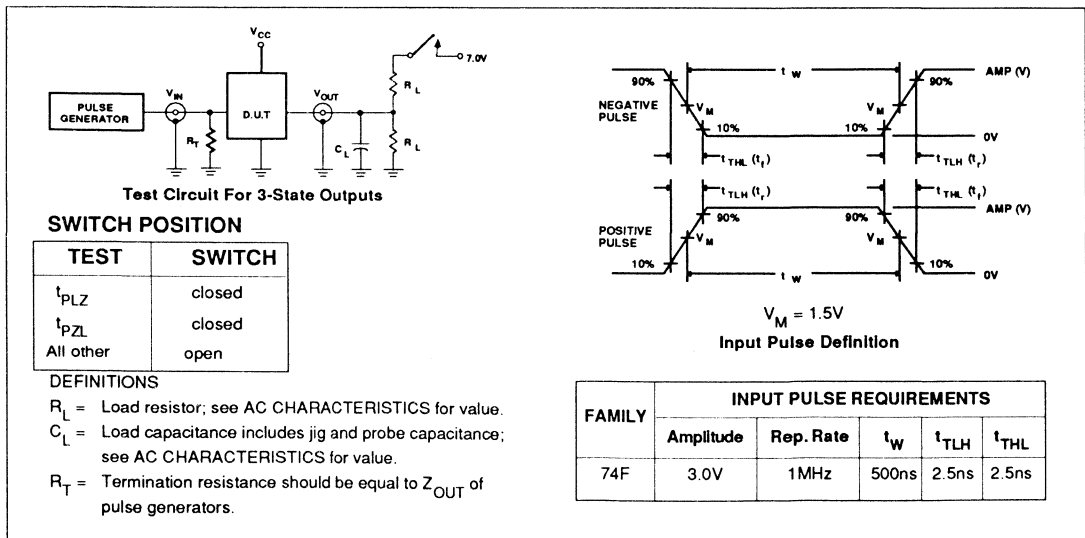 VCC
7.0V
RL
PULSE GENERATOR
VIN
RT
D.U.T
VOUT
CL
RL
Test Circuit For 3-State Outputs
SWITCH POSITION
TEST SWITCH
tPLZ closed
tPZL closed
All other open
DEFINITIONS
RL = Load resistor; see AC CHARACTERISTICS for value.
CL = Load capacitance includes jig and probe capacitance;
see AC CHARACTERISTICS for value.
RT = Termination resistance should be equal to ZOUT of
pulse generators.
90% tW 90% AMP (V)
NEGATIVE
PULSE
VM VM
10% 10% 0V
tTHL (tf) tTLH (tr)
tTLH (tr) tTHL (tf)
90% 90% AMP (V)
POSITIVE
PULSE
VM VM
10% tW 10% 0V
VM = 1.5V
Input Pulse Definition
FAMILY INPUT PULSE REQUIREMENTS
Amplitude Rep. Rate tW tTLH tTHL
74F 3.0V 1MHz 500ns 2.5ns 2.5ns